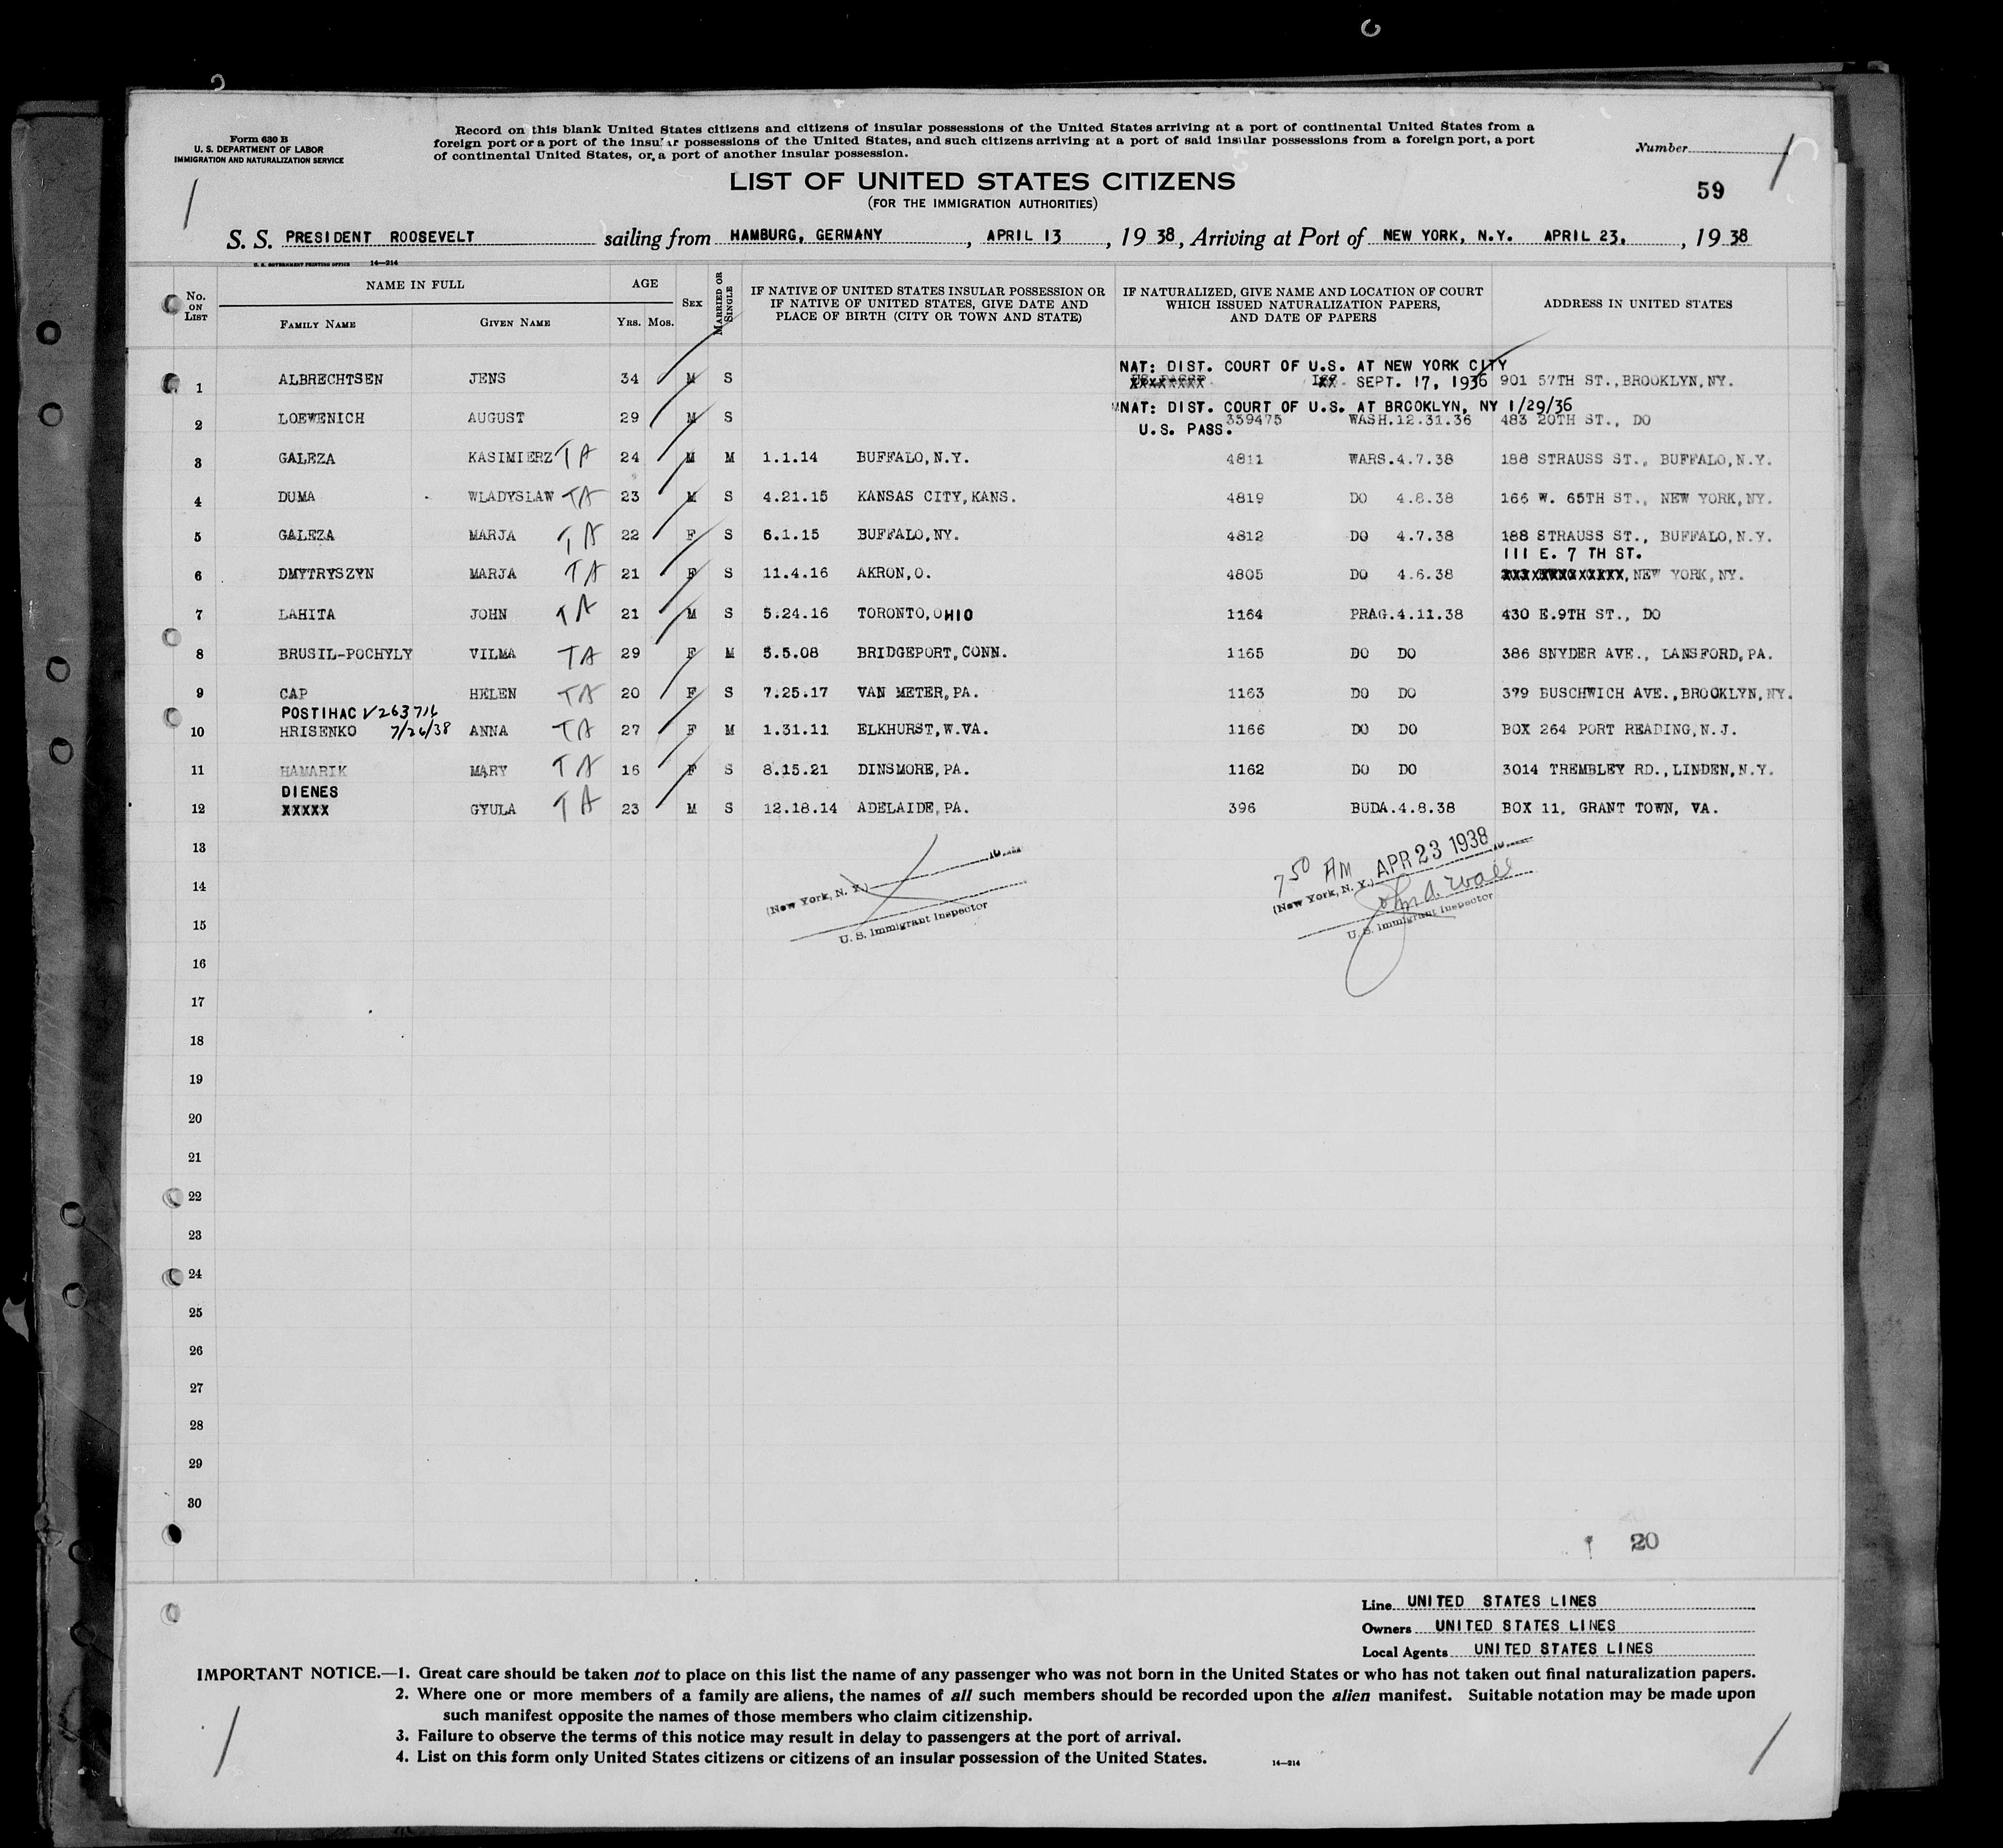 Form 630 B
U. S. DEPARTMENT OF LABOR
IMMIGRATION AND NATURALIZATION SERVICE
Record on this blank United States citizens and citizens of insular possessions of the United States arriving at a port of continental United States from a
foreign port or a port of the insular possessions of the United States, and such citizens arriving at a port of said insular possessions from a foreign port, a port
of continental United States, or a port of another insular possession.
Number
LIST OF UNITED STATES CITIZENS
(FOR THE IMMIGRATION AUTHORITIES)
59
S. S. PRESIDENT ROOSEVELT sailing from HAMBURG, GERMANY, APRIL 13, 1938, Arriving at Port of NEW YORK, N.Y. APRIL 23, 1938
U. S. GOVERNMENT PRINTING OFFICE 14—214
No. ON LIST
NAME IN FULL
FAMILY NAME
GIVEN NAME
AGE
YRS. MOS.
SEX
MARRIED OR SINGLE
IF NATIVE OF UNITED STATES INSULAR POSSESSION OR
IF NATIVE OF UNITED STATES, GIVE DATE AND
PLACE OF BIRTH (CITY OR TOWN AND STATE)
IF NATURALIZED, GIVE NAME AND LOCATION OF COURT
WHICH ISSUED NATURALIZATION PAPERS,
AND DATE OF PAPERS
ADDRESS IN UNITED STATES
NAT: DIST. COURT OF U.S. AT NEW YORK CITY
1 ALBRECHTSEN JENS 34 M S SEPT. 17, 1936 901 57TH ST., BROOKLYN, NY.
NAT: DIST. COURT OF U.S. AT BROOKLYN, NY 1/29/36
2 LOEWENICH AUGUST 29 M S 359475 WASH.12.31.36 483 20TH ST., DO
U.S. PASS.
3 GALEZA KASIMIERZ TA 24 M M 1.1.14 BUFFALO,N.Y. 4811 WARS.4.7.38 188 STRAUSS ST., BUFFALO,N.Y.
4 DUMA WLADYSLAW TA 23 M S 4.21.15 KANSAS CITY,KANS. 4819 DO 4.8.38 166 W. 65TH ST., NEW YORK,NY.
5 GALEZA MARJA TA 22 F S 6.1.15 BUFFALO,NY. 4812 DO 4.7.38 188 STRAUSS ST., BUFFALO,N.Y.
111 E. 7 TH ST.
6 DMYTRYSZYN MARJA TA 21 F S 11.4.16 AKRON,O. 4805 DO 4.6.38 NEW YORK,NY.
7 LAHITA JOHN TA 21 M S 5.24.16 TORONTO,OHIO 1164 PRAG.4.11.38 430 E.9TH ST., DO
8 BRUSIL-POCHYLY VILMA TA 29 F M 5.5.08 BRIDGEPORT,CONN. 1165 DO DO 386 SNYDER AVE., LANSFORD,PA.
9 CAP HELEN TA 20 F S 7.25.17 VAN METER,PA. 1163 DO DO 379 BUSCHWICH AVE.,BROOKLYN,NY.
POSTIHAC V263716
10 HRISENKO 7/26/38 ANNA TA 27 F M 1.31.11 ELKHURST,W.VA. 1166 DO DO BOX 264 PORT READING,N.J.
11 HAMARIK MARY TA 16 F S 8.15.21 DINSMORE,PA. 1162 DO DO 3014 TREMBLEY RD.,LINDEN,N.Y.
DIENES
12 XXXXX GYULA TA 23 M S 12.18.14 ADELAIDE,PA. 396 BUDA.4.8.38 BOX 11, GRANT TOWN, VA.
13
14
15
(New York, N. Y.)
U. S. Immigrant Inspector
7 50 AM APR 23 1938
(New York, N. Y.)
John A. Wall
U. S. Immigrant Inspector
16
17
18
19
20
21
22
23
24
25
26
27
28
29
30
20
Line UNITED STATES LINES
Owners UNITED STATES LINES
Local Agents UNITED STATES LINES
IMPORTANT NOTICE.—1. Great care should be taken not to place on this list the name of any passenger who was not born in the United States or who has not taken out final naturalization papers.
2. Where one or more members of a family are aliens, the names of all such members should be recorded upon the alien manifest. Suitable notation may be made upon
such manifest opposite the names of those members who claim citizenship.
3. Failure to observe the terms of this notice may result in delay to passengers at the port of arrival.
4. List on this form only United States citizens or citizens of an insular possession of the United States.
14—214